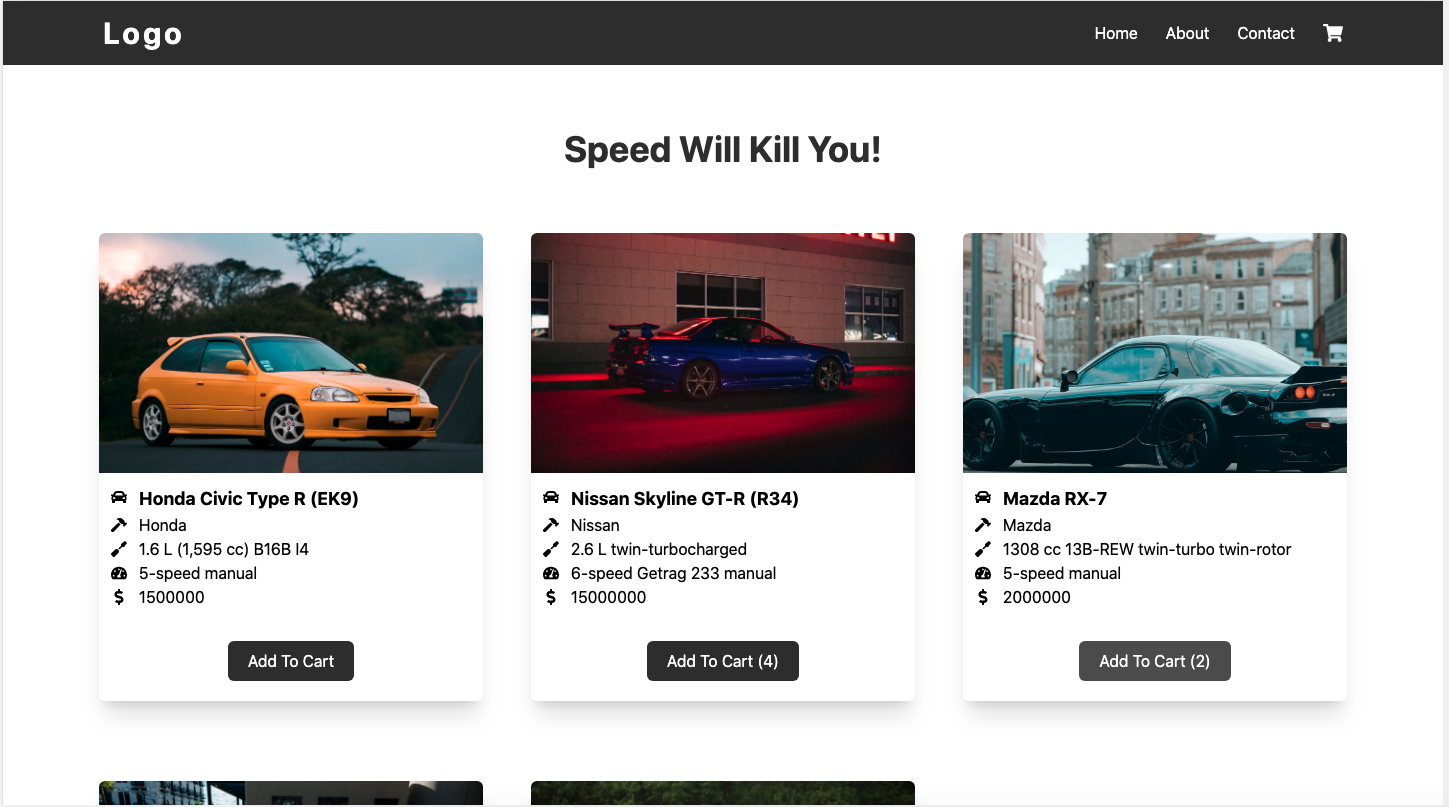 Logo
Home About Contact
Speed Will Kill You!
Honda Civic Type R (EK9)
Honda
1.6 L (1,595 cc) B16B I4
5-speed manual
1500000
Add To Cart
Nissan Skyline GT-R (R34)
Nissan
2.6 L twin-turbocharged
6-speed Getrag 233 manual
15000000
Add To Cart (4)
RX-7
Mazda RX-7
Mazda
1308 cc 13B-REW twin-turbo twin-rotor
5-speed manual
2000000
Add To Cart (2)